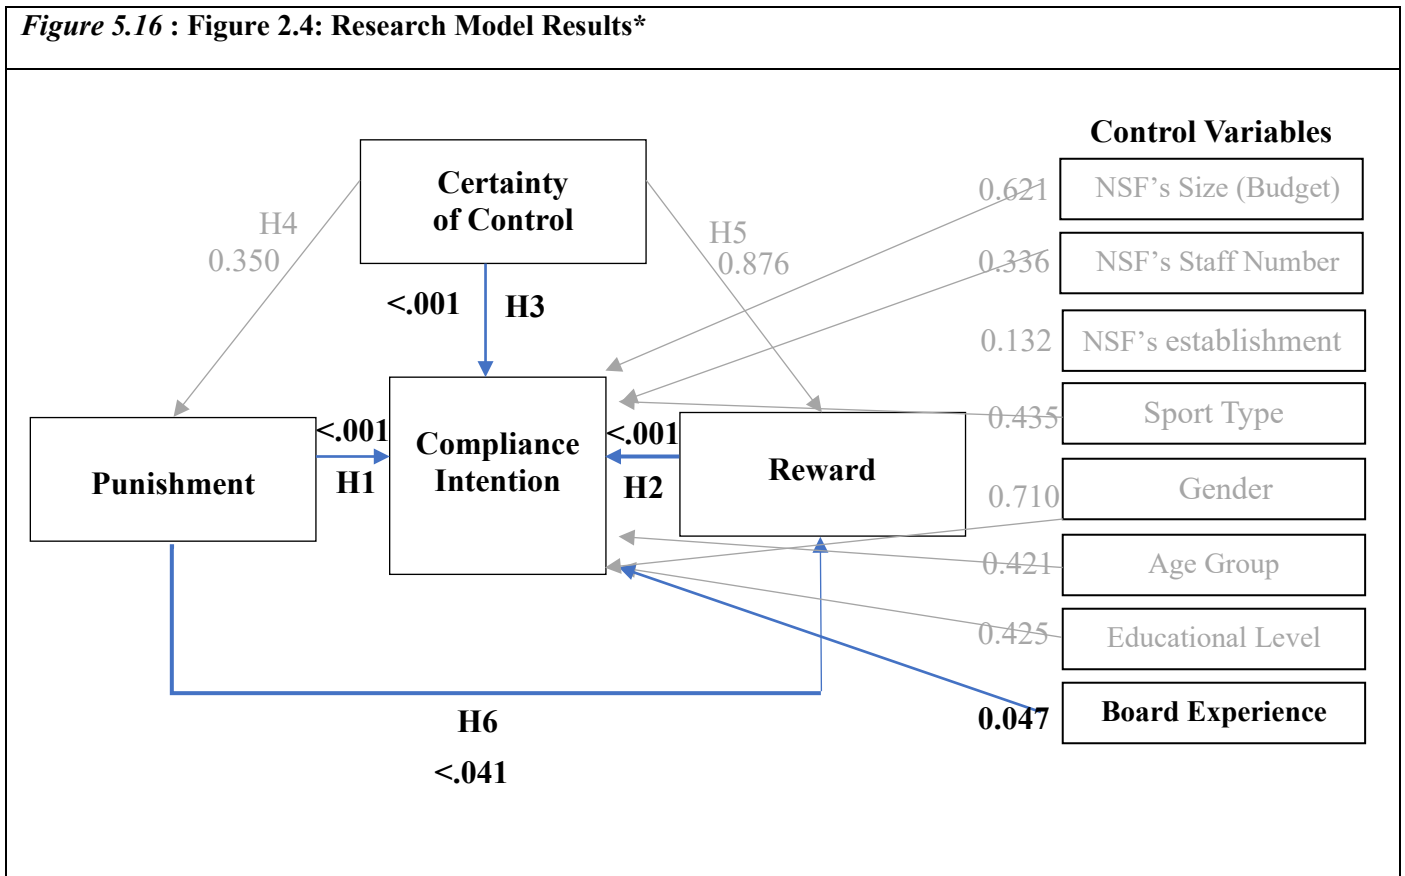 Figure 5.16 : Figure 2.4: Research Model Results*
Control Variables
Certainty
of Control
0.621
NSF's Size (Budget)
H4
0.350
H5
0.876
0.336
NSF's Staff Number
<.001
H3
0.132
NSF's establishment
0.435
Sport Type
<.001
H1
Punishment
Compliance
Intention
<.001
H2
Reward
0.710
Gender
0.421
Age Group
0.425
Educational Level
0.047
Board Experience
H6
<.041